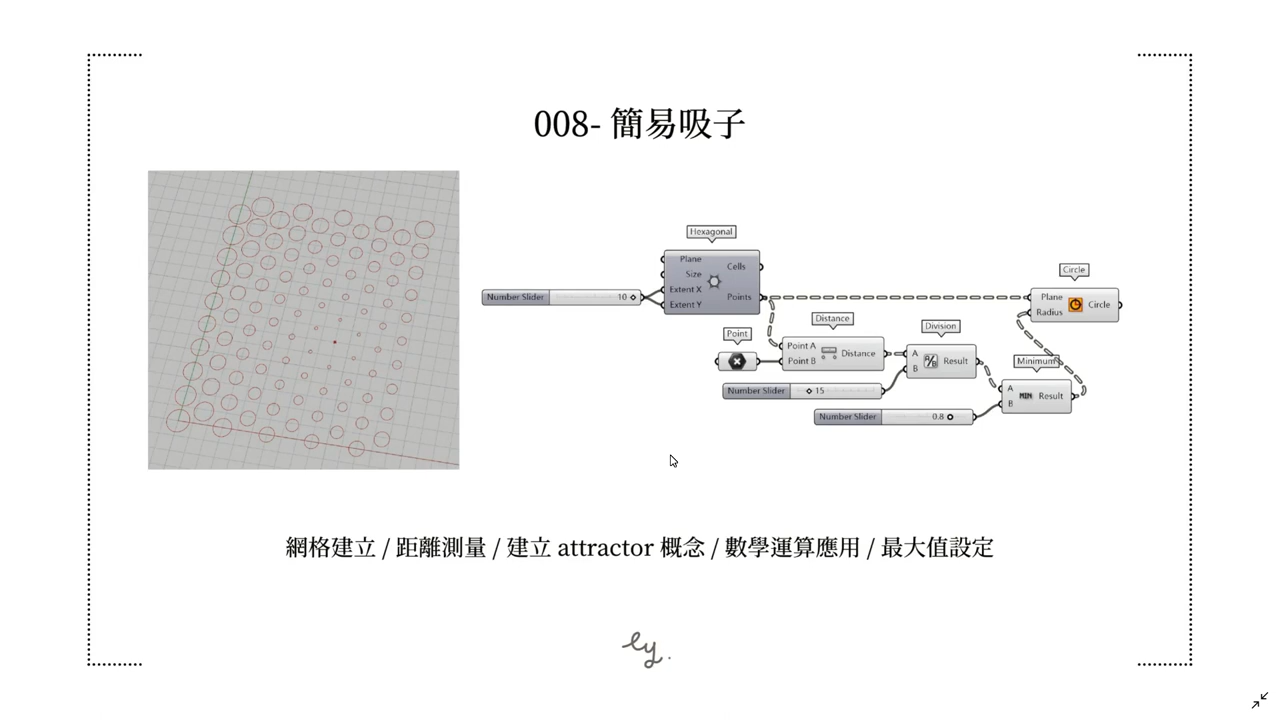 008- 簡易吸子
Hexagonal
Plane
Size
Extent X
Extent Y
Cells
Points
Number Slider 10
Circle
Plane
Radius
Circle
Distance
Point A
Point B
Distance
Point
Division
A
B
Result
Number Slider 15
Minimum
A
B
MIN
Result
Number Slider 0.8
網格建立 / 距離測量 / 建立 attractor 概念 / 數學運算應用 / 最大值設定
ly.